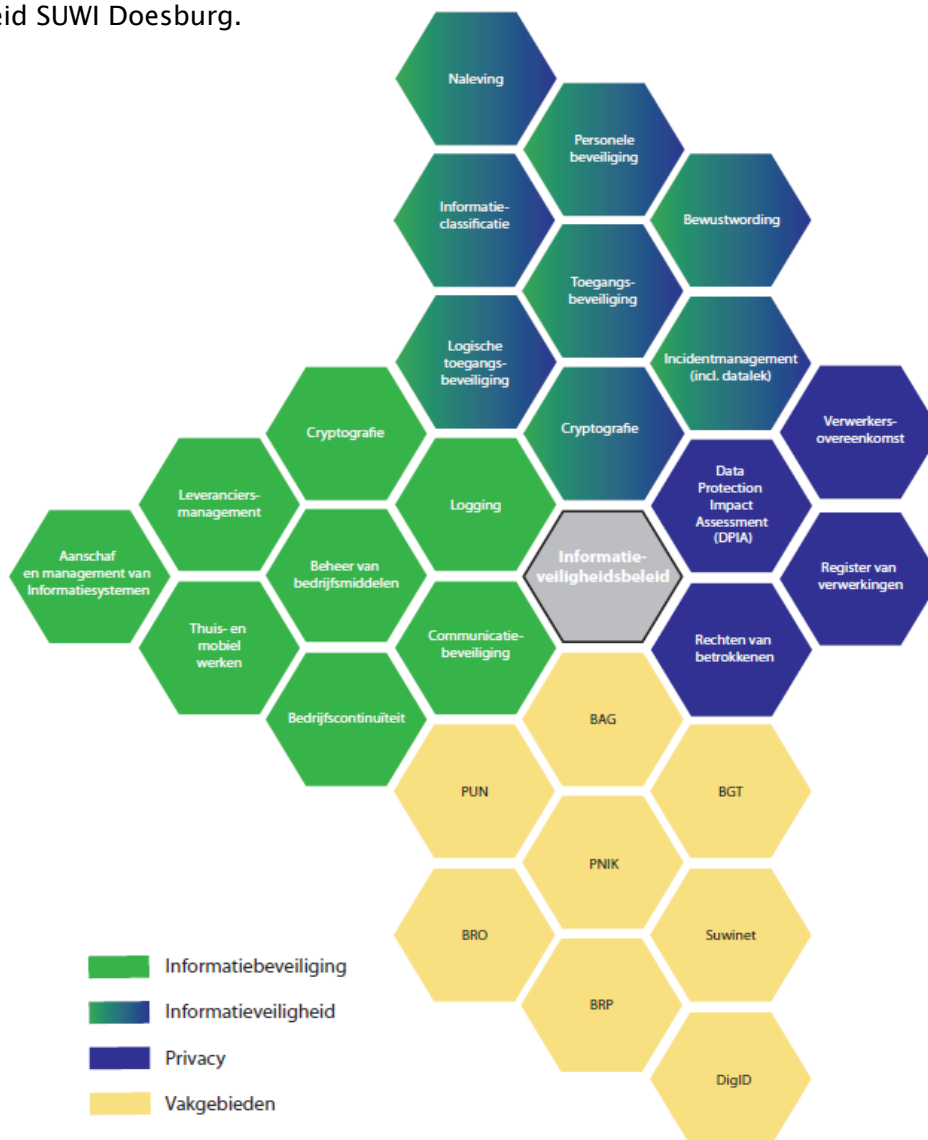 eid SUWI Doesburg.
Naleving
Personele
beveiliging
Informatie-
classificatie
Bewustwording
Toegangs-
beveiliging
Logische
toegangs-
beveiliging
Incidentmanagement
(incl. datalek)
Cryptografie
Cryptografie
Verwerkers-
overeenkomst
Leveranciers-
management
Logging
Data
Protection
Impact
Assessment
(DPIA)
Aanschaf
en management van
Informatiesystemen
Beheer van
bedrijfsmiddelen
Informatie-
veiligheidsbeleid
Register van
verwerkingen
Thuis- en
mobiel
werken
Communicatie-
beveiliging
Rechten van
betrokkenen
Bedrijfscontinuïteit
BAG
PUN
BGT
PNIK
BRO
Suwinet
BRP
DigID
Informatiebeveiliging
Informatieveiligheid
Privacy
Vakgebieden